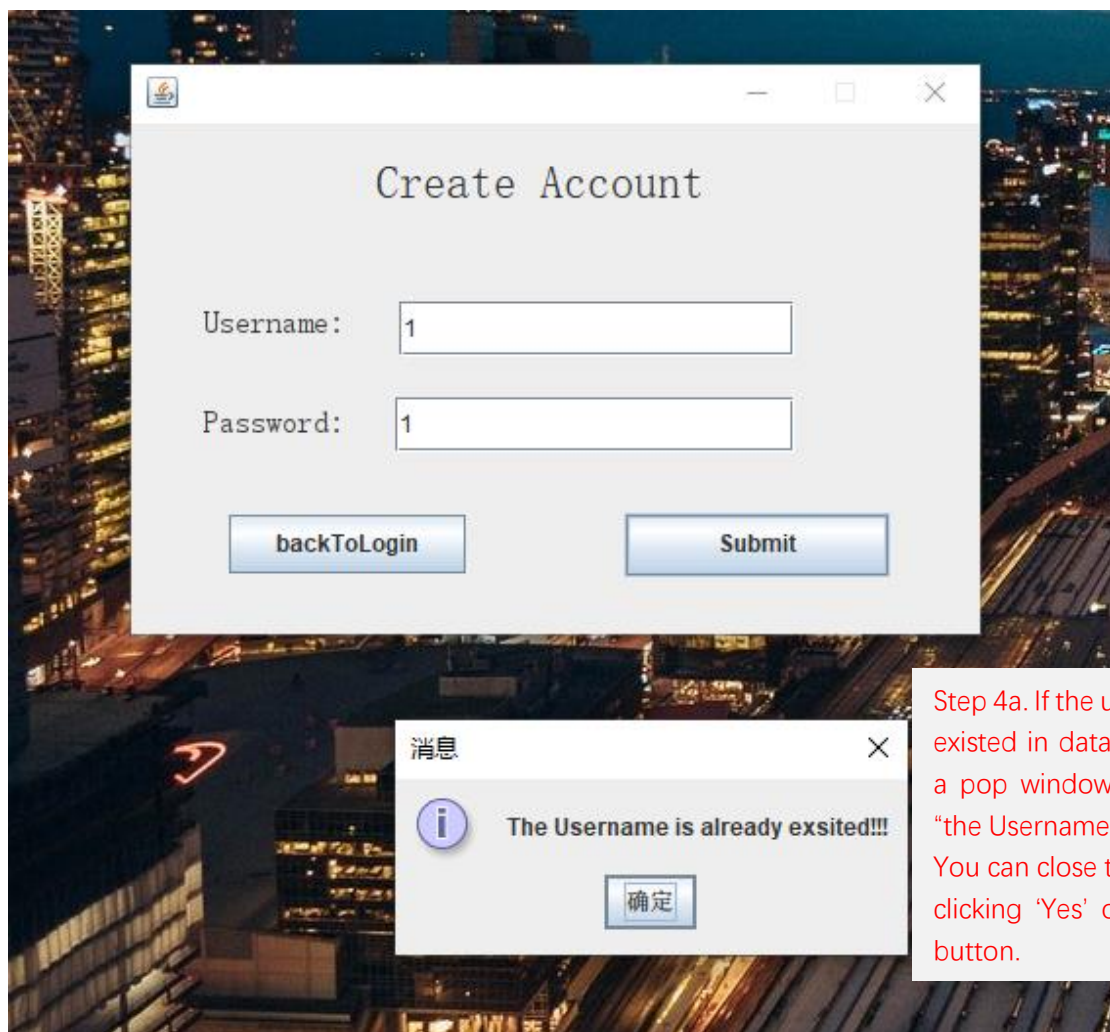 Create Account
Username:
1
Password:
1
backToLogin
Submit
消息
The Username is already exsited!!!
确定
Step 4a. If the
existed in data
a pop window
“the Username
You can close
clicking ‘Yes’
button.